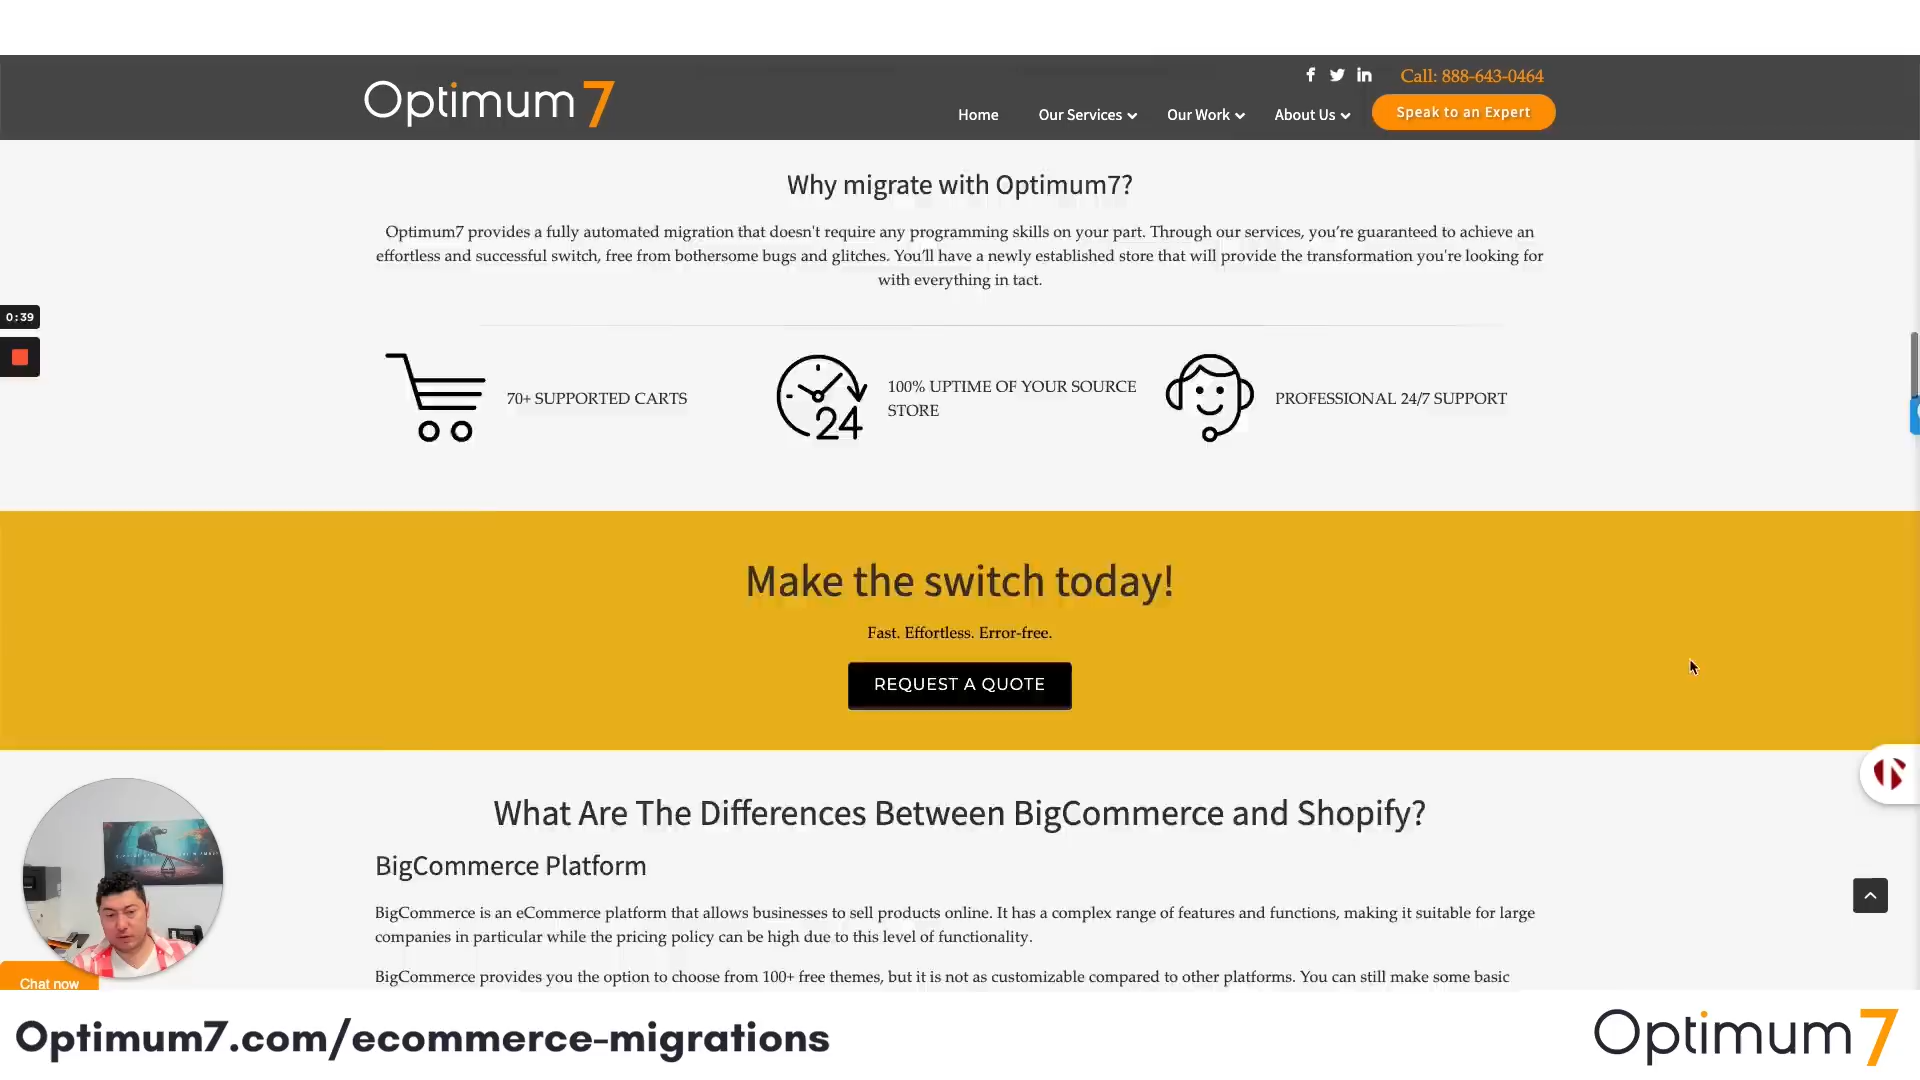 Optimum7
Call: 888-643-0464
Home
Our Services
Our Work
About Us
Speak to an Expert
Why migrate with Optimum7?
Optimum7 provides a fully automated migration that doesn't require any programming skills on your part. Through our services, you're guaranteed to achieve an
effortless and successful switch, free from bothersome bugs and glitches. You'll have a newly established store that will provide the transformation you're looking for
with everything in tact.
0:39
70+ SUPPORTED CARTS
24
100% UPTIME OF YOUR SOURCE
STORE
PROFESSIONAL 24/7 SUPPORT
Make the switch today!
Fast. Effortless. Error-free.
REQUEST A QUOTE
What Are The Differences Between BigCommerce and Shopify?
BigCommerce Platform
BigCommerce is an eCommerce platform that allows businesses to sell products online. It has a complex range of features and functions, making it suitable for large
companies in particular while the pricing policy can be high due to this level of functionality.
BigCommerce provides you the option to choose from 100+ free themes, but it is not as customizable compared to other platforms. You can still make some basic
Chat now
Optimum7.com/ecommerce-migrations
Optimum7